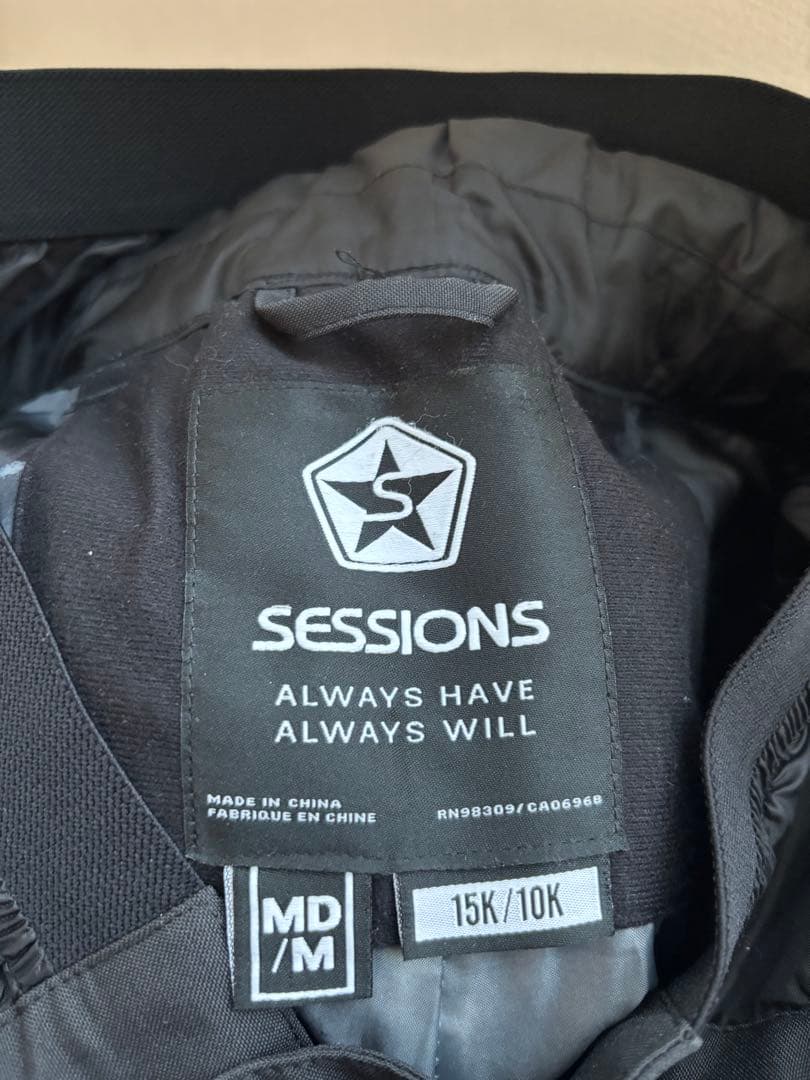 S
SESSIONS
ALWAYS HAVE
ALWAYS WILL
MADE IN CHINA
FABRIQUE EN CHINE
RN98309/CA06968
MD
/M
15K/10K